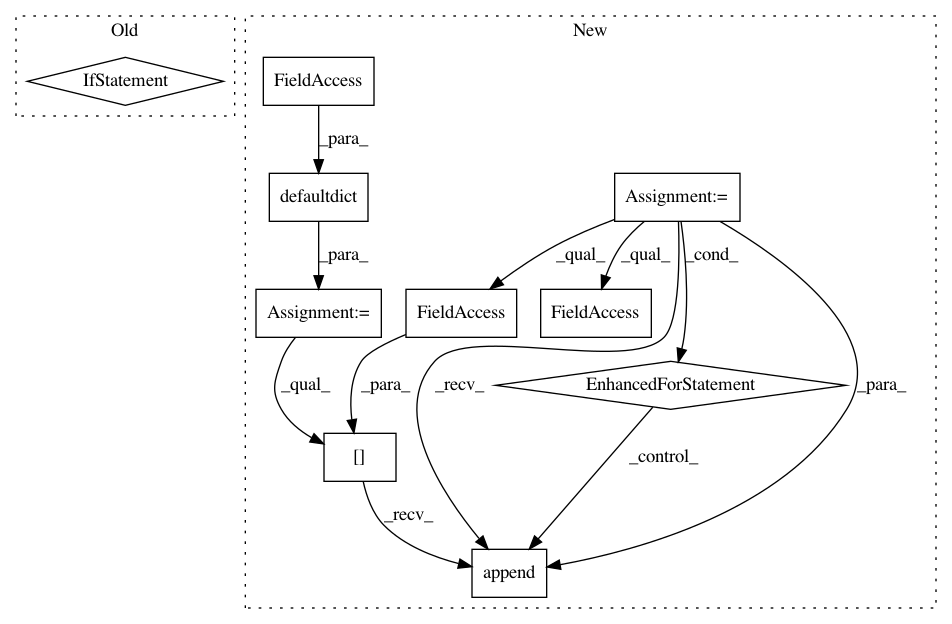 Old
New
IfStatement
FieldAccess
_para_
defaultdict
Assignment:=
_para_
_qual_
_qual_
_cond_
Assignment:=
FieldAccess
FieldAccess
_qual_
_para_
_recv_
EnhancedForStatement
_para_
[]
_control_
_recv_
append